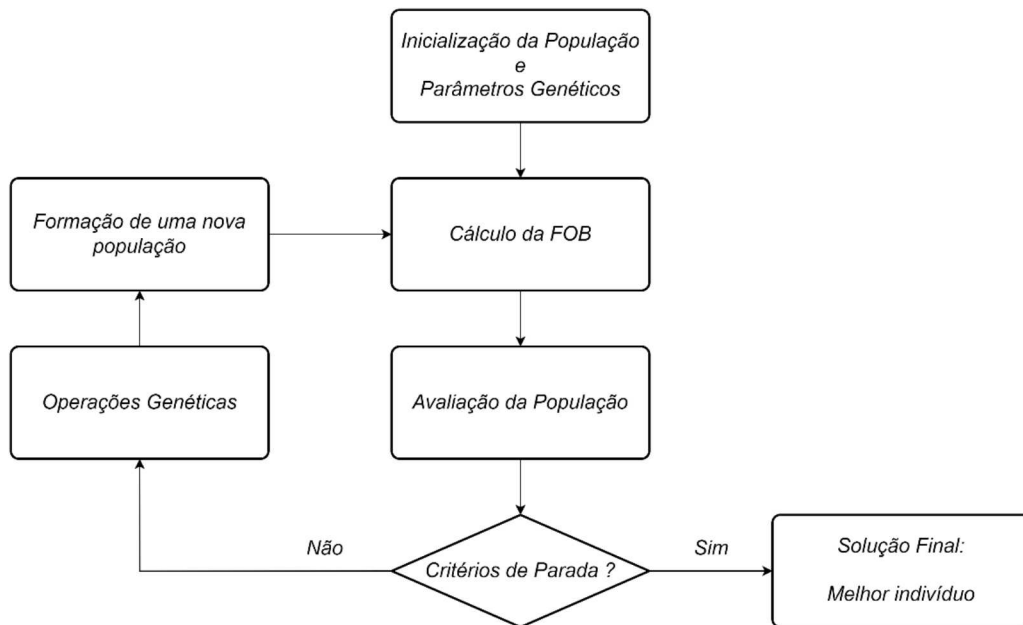 Inicialização da População
e
Parâmetros Genéticos
Formação de uma nova
população
Cálculo da FOB
Operações Genéticas
Avaliação da População
Não
Critérios de Parada ?
Sim
Solução Final:
Melhor indivíduo